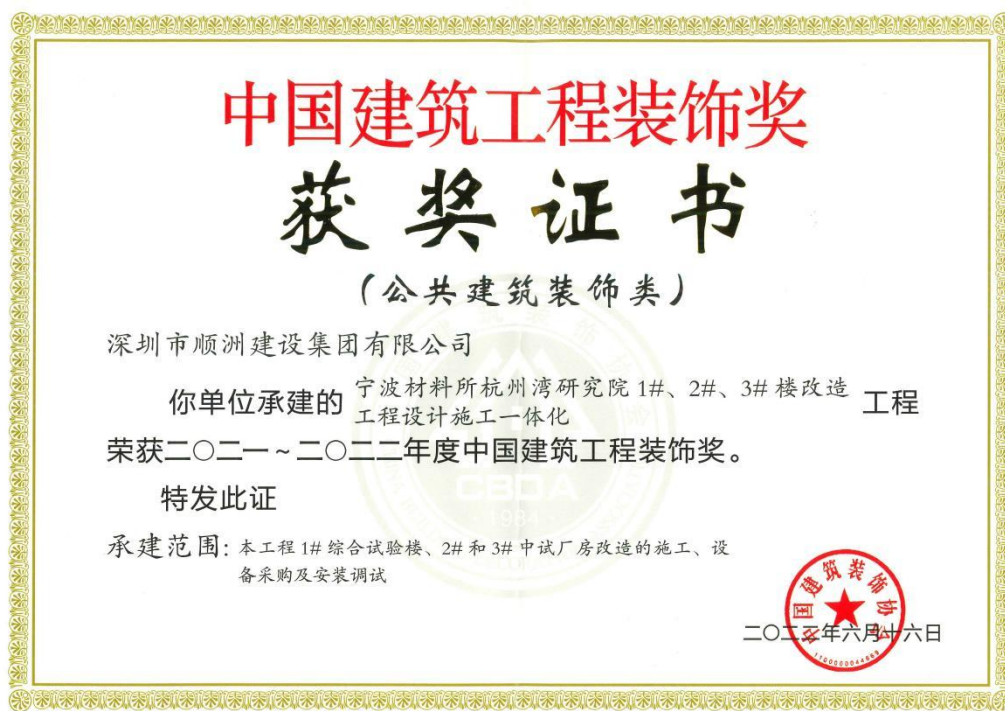 中国建筑工程装饰奖
获奖证书
(公共建筑装饰类)
深圳市顺洲建设集团有限公司
你单位承建的 宁波材料所杭州湾研究院 1#、2#、3# 楼改造 工程
工程设计施工一体化
荣获二〇二一~二〇二二年度中国建筑工程装饰奖。
特发此证
承建范围: 本工程 1# 综合试验楼、2# 和 3# 中试厂房改造的施工、设
备采购及安装调试
中国建筑装饰协会
二〇二三年六月十六日
CBDA
1984